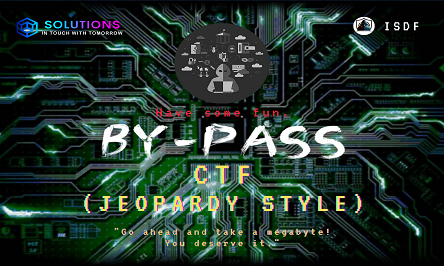 SOLUTIONS
IN TOUCH WITH TOMORROW
ISDF
Have some fun
BY-PASS
CTF
(JEOPARDY STYLE)
"Go ahead and take a megabyte!
You deserve it."